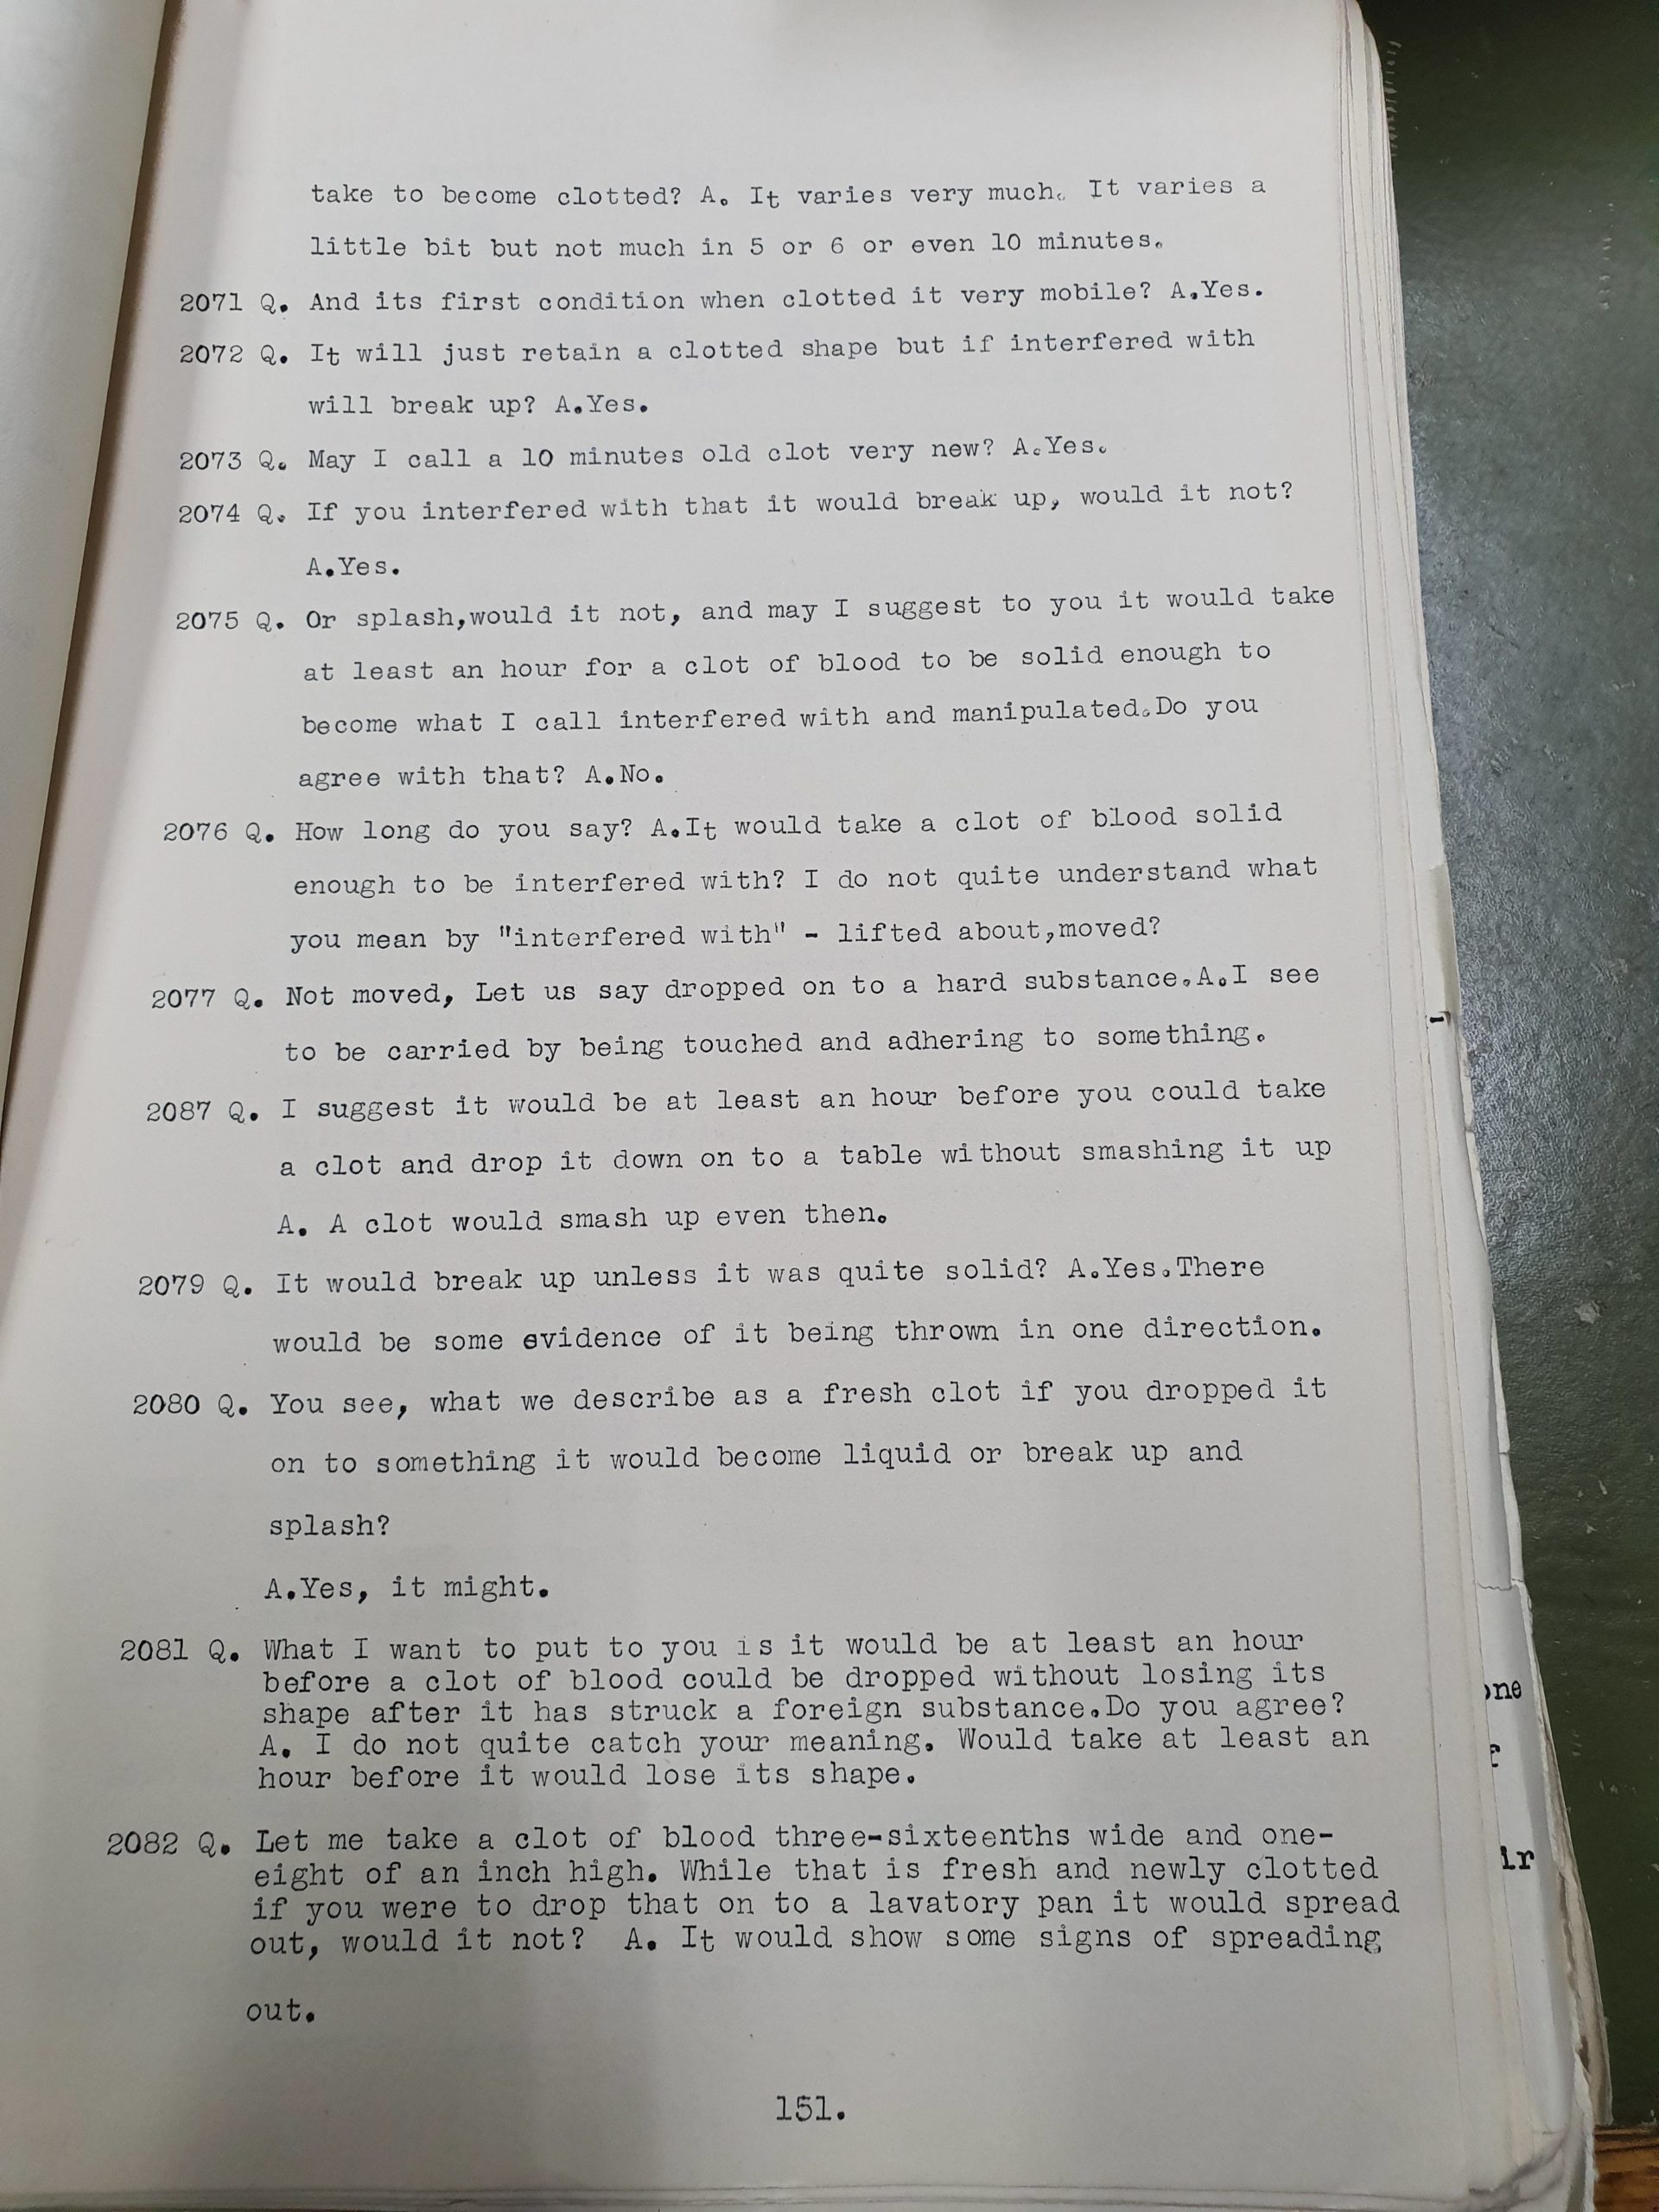 take to become clotted? A. It varies very much. It varies a
little bit but not much in 5 or 6 or even 10 minutes.
2071 Q. And its first condition when clotted it very mobile? A.Yes.
2072 Q. It will just retain a clotted shape but if interfered with
will break up? A.Yes.
2073 Q. May I call a 10 minutes old clot very new? A.Yes.
2074 Q. If you interfered with that it would break up, would it not?
A.Yes.
2075 Q. Or splash,would it not, and may I suggest to you it would take
at least an hour for a clot of blood to be solid enough to
become what I call interfered with and manipulated.Do you
agree with that? A.No.
2076 Q. How long do you say? A.It would take a clot of blood solid
enough to be interfered with? I do not quite understand what
you mean by "interfered with" - lifted about,moved?
2077 Q. Not moved, Let us say dropped on to a hard substance.A.I see
to be carried by being touched and adhering to something.
2087 Q. I suggest it would be at least an hour before you could take
a clot and drop it down on to a table without smashing it up
A. A clot would smash up even then.
2079 Q. It would break up unless it was quite solid? A.Yes.There
would be some evidence of it being thrown in one direction.
2080 Q. You see, what we describe as a fresh clot if you dropped it
on to something it would become liquid or break up and
splash?
A.Yes, it might.
2081 Q. What I want to put to you is it would be at least an hour
before a clot of blood could be dropped without losing its
shape after it has struck a foreign substance.Do you agree?
A. I do not quite catch your meaning. Would take at least an
hour before it would lose its shape.
2082 Q. Let me take a clot of blood three-sixteenths wide and one-
eight of an inch high. While that is fresh and newly clotted
if you were to drop that on to a lavatory pan it would spread
out, would it not? A. It would show some signs of spreading
out.
151.